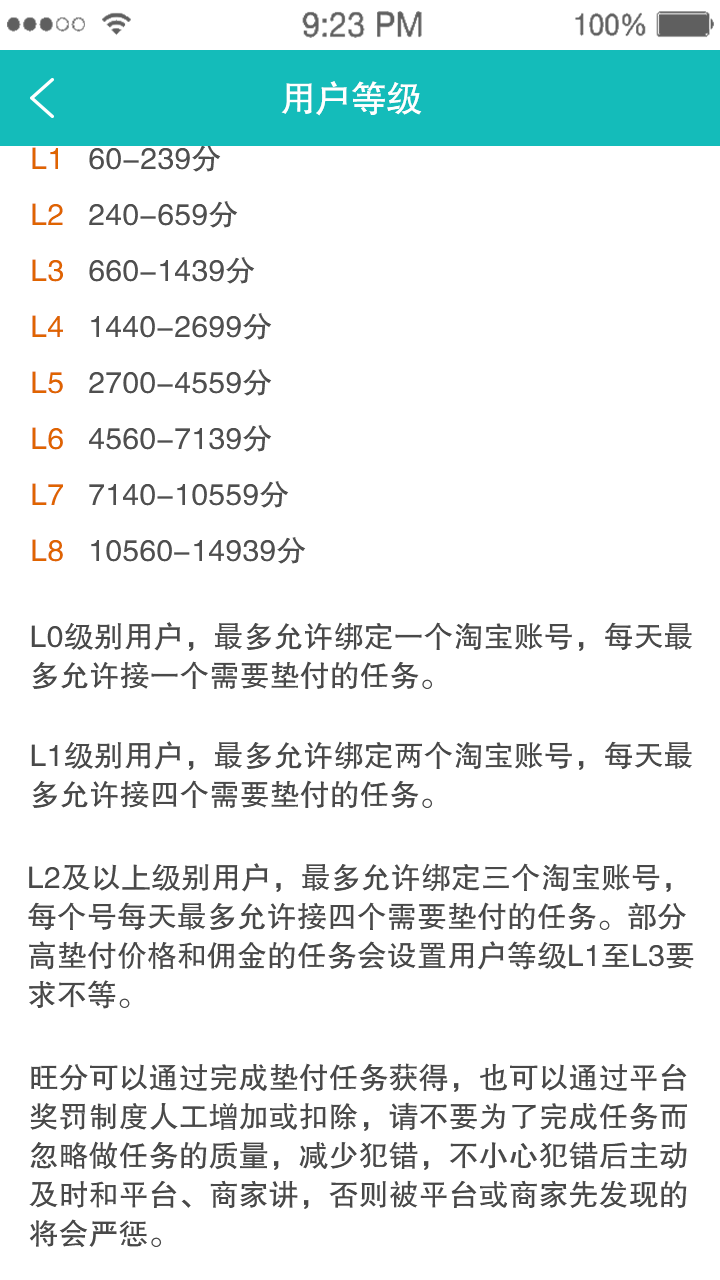 9:23 PM
100%
用户等级
L1 60-239分
L2 240-659分
L3 660-1439分
L4 1440-2699分
L5 2700-4559分
L6 4560-7139分
L7 7140-10559分
L8 10560-14939分
L0级别用户，最多允许绑定一个淘宝账号，每天最
多允许接一个需要垫付的任务。
L1级别用户，最多允许绑定两个淘宝账号，每天最
多允许接四个需要垫付的任务。
L2及以上级别用户，最多允许绑定三个淘宝账号，
每个号每天最多允许接四个需要垫付的任务。部分
高垫付价格和佣金的任务会设置用户等级L1至L3要
求不等。
旺分可以通过完成垫付任务获得，也可以通过平台
奖罚制度人工增加或扣除，请不要为了完成任务而
忽略做任务的质量，减少犯错，不小心犯错后主动
及时和平台、商家讲，否则被平台或商家先发现的
将会严惩。